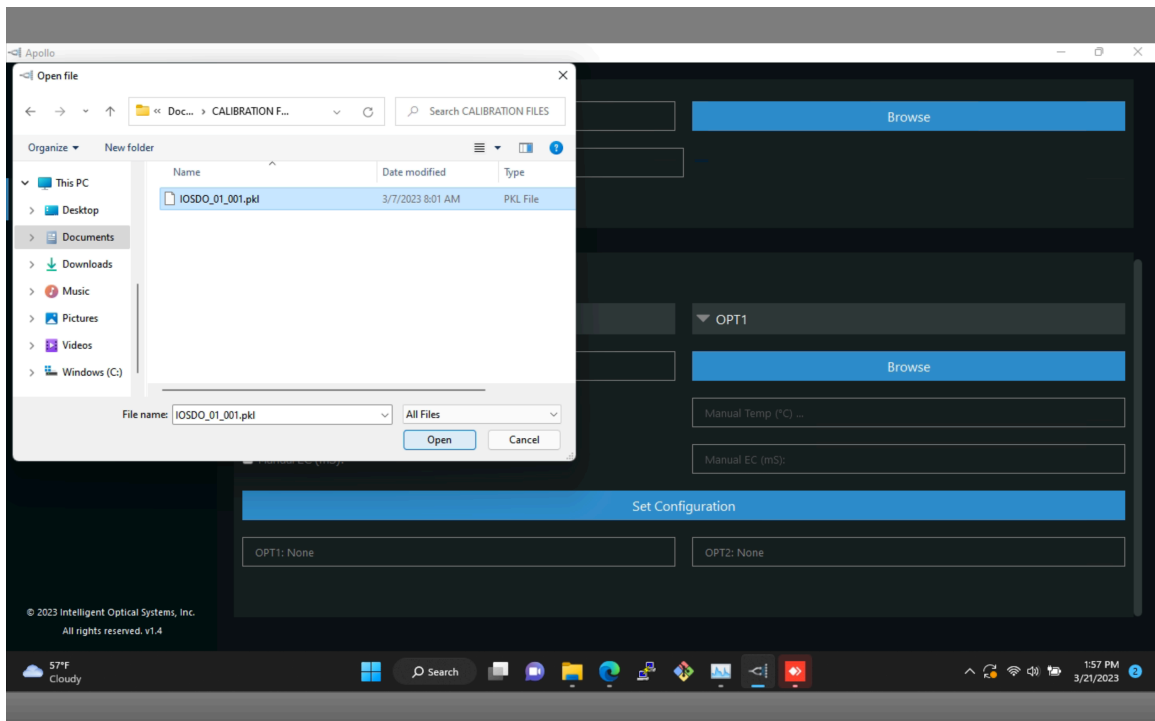 Apollo
Open file
« Doc... › CALIBRATION F...
Search CALIBRATION FILES
Browse
Organize
New folder
Name
Date modified
Type
This PC
IOSDO_01_001.pkl
3/7/2023 8:01 AM
PKL File
Desktop
Documents
Downloads
Music
Pictures
Videos
Windows (C:)
OPT1
Browse
File name:
IOSDO_01_001.pkl
All Files
Manual Temp (°C) ...
Open
Cancel
Manual EC (mS):
Manual EC (mS):
Set Configuration
OPT1: None
OPT2: None
© 2023 Intelligent Optical Systems, Inc.
All rights reserved. v1.4
57°F
Cloudy
Search
1:57 PM
3/21/2023
2